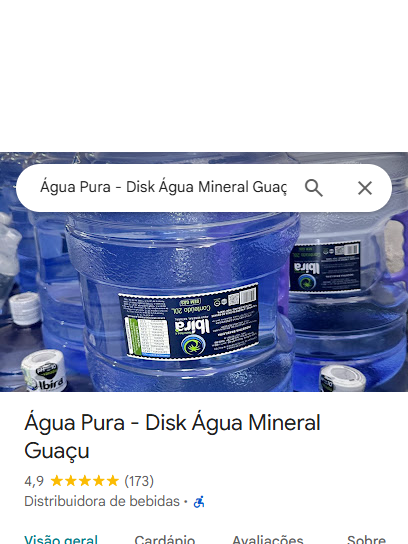 Água Pura - Disk Água Mineral Guaç
Ibirá
Conteúdo 20L
Ibirá
Ibirá
Água Pura - Disk Água Mineral
Guaçu
4,9 (173)
Distribuidora de bebidas ·
Visão geral Cardápio Avaliações Sobre